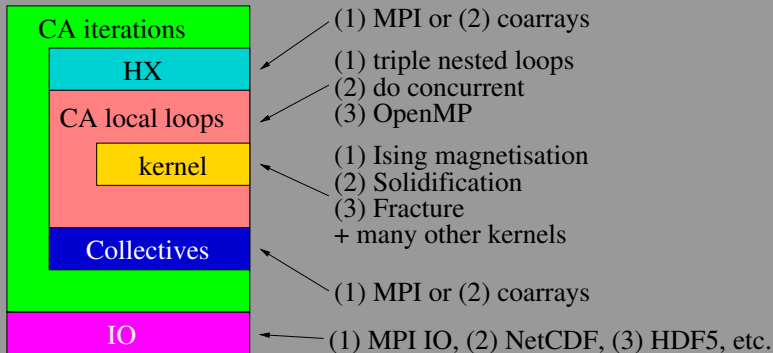 CA iterations
(1) MPI or (2) coarrays
HX
(1) triple nested loops
(2) do concurrent
(3) OpenMP
CA local loops
kernel
(1) Ising magnetisation
(2) Solidification
(3) Fracture
+ many other kernels
Collectives
(1) MPI or (2) coarrays
IO
(1) MPI IO, (2) NetCDF, (3) HDF5, etc.